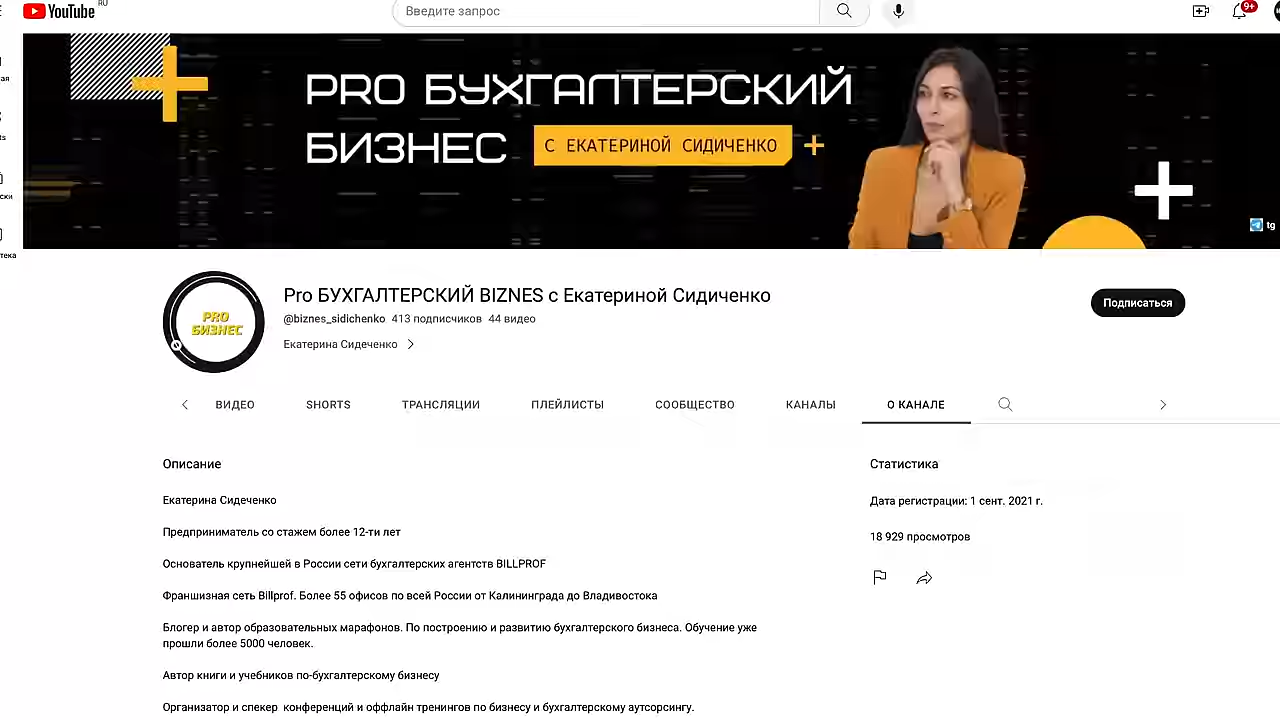 YouTube RU
Введите запрос
9+
PRO БУХГАЛТЕРСКИЙ
БИЗНЕС
С ЕКАТЕРИНОЙ СИДИЧЕНКО
tg
PRO
БИЗНЕС
Pro БУХГАЛТЕРСКИЙ BIZNES с Екатериной Сидиченко
@biznes_sidichenko 413 подписчиков 44 видео
Екатерина Сидеченко
Подписаться
ВИДЕО SHORTS ТРАНСЛЯЦИИ ПЛЕЙЛИСТЫ СООБЩЕСТВО КАНАЛЫ О КАНАЛЕ
Описание
Екатерина Сидеченко
Предприниматель со стажем более 12-ти лет
Основатель крупнейшей в России сети бухгалтерских агентств BILLPROF
Франшизная сеть Billprof. Более 55 офисов по всей России от Калининграда до Владивостока
Блогер и автор образовательных марафонов. По построению и развитию бухгалтерского бизнеса. Обучение уже
прошли более 5000 человек.
Автор книги и учебников по-бухгалтерскому бизнесу
Организатор и спекер конференций и оффлайн тренингов по бизнесу и бухгалтерскому аутсорсингу.
Статистика
Дата регистрации: 1 сент. 2021 г.
18 929 просмотров